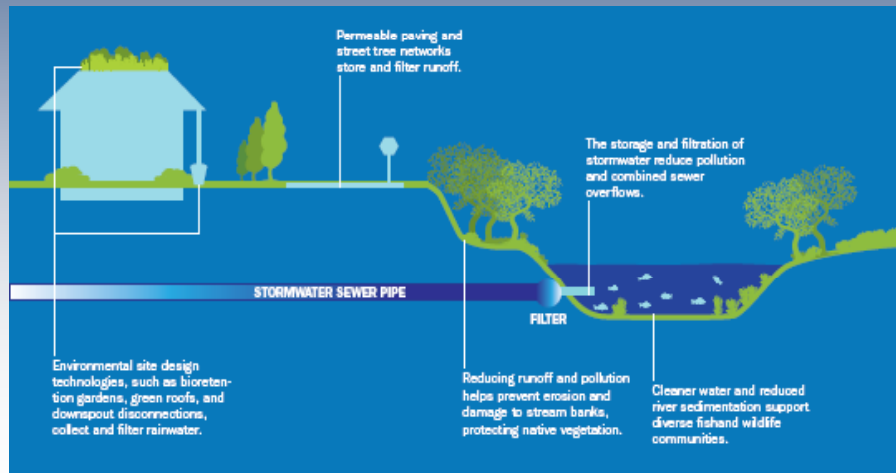 Permeable paving and
street tree networks
store and filter runoff.
The storage and filtration of
stormwater reduce pollution
and combined sewer
overflows.
STORMWATER SEWER PIPE
FILTER
Environmental site design
technologies, such as bioreten-
tion gardens, green roofs, and
downspout disconnections,
collect and filter rainwater.
Reducing runoff and pollution
helps prevent erosion and
damage to stream banks,
protecting native vegetation.
Cleaner water and reduced
river sedimentation support
diverse fishand wildlife
communities.